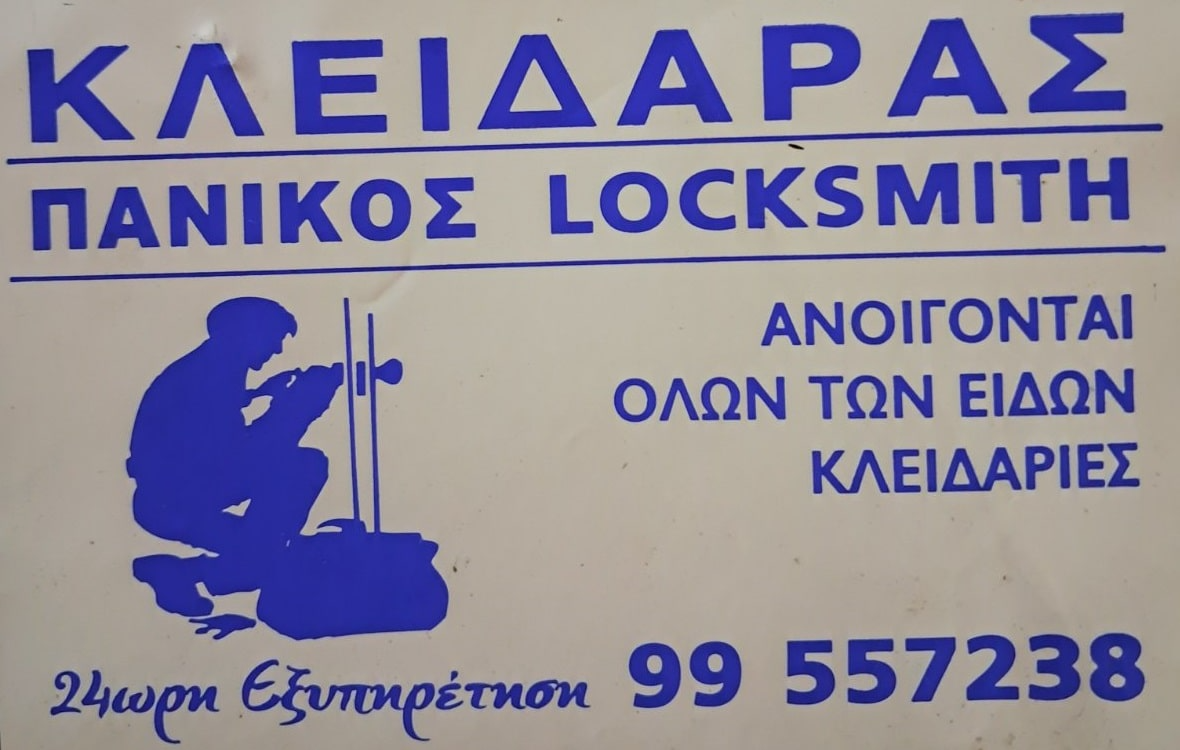 ΚΛΕΙΔΑΡΑΣ
ΠΑΝΙΚΟΣ LOCKSMITH
ΑΝΟΙΓΟΝΤΑΙ
ΟΛΩΝ ΤΩΝ ΕΙΔΩΝ
ΚΛΕΙΔΑΡΙΕΣ
24ωρη Εξυπηρέτηση 99 557238